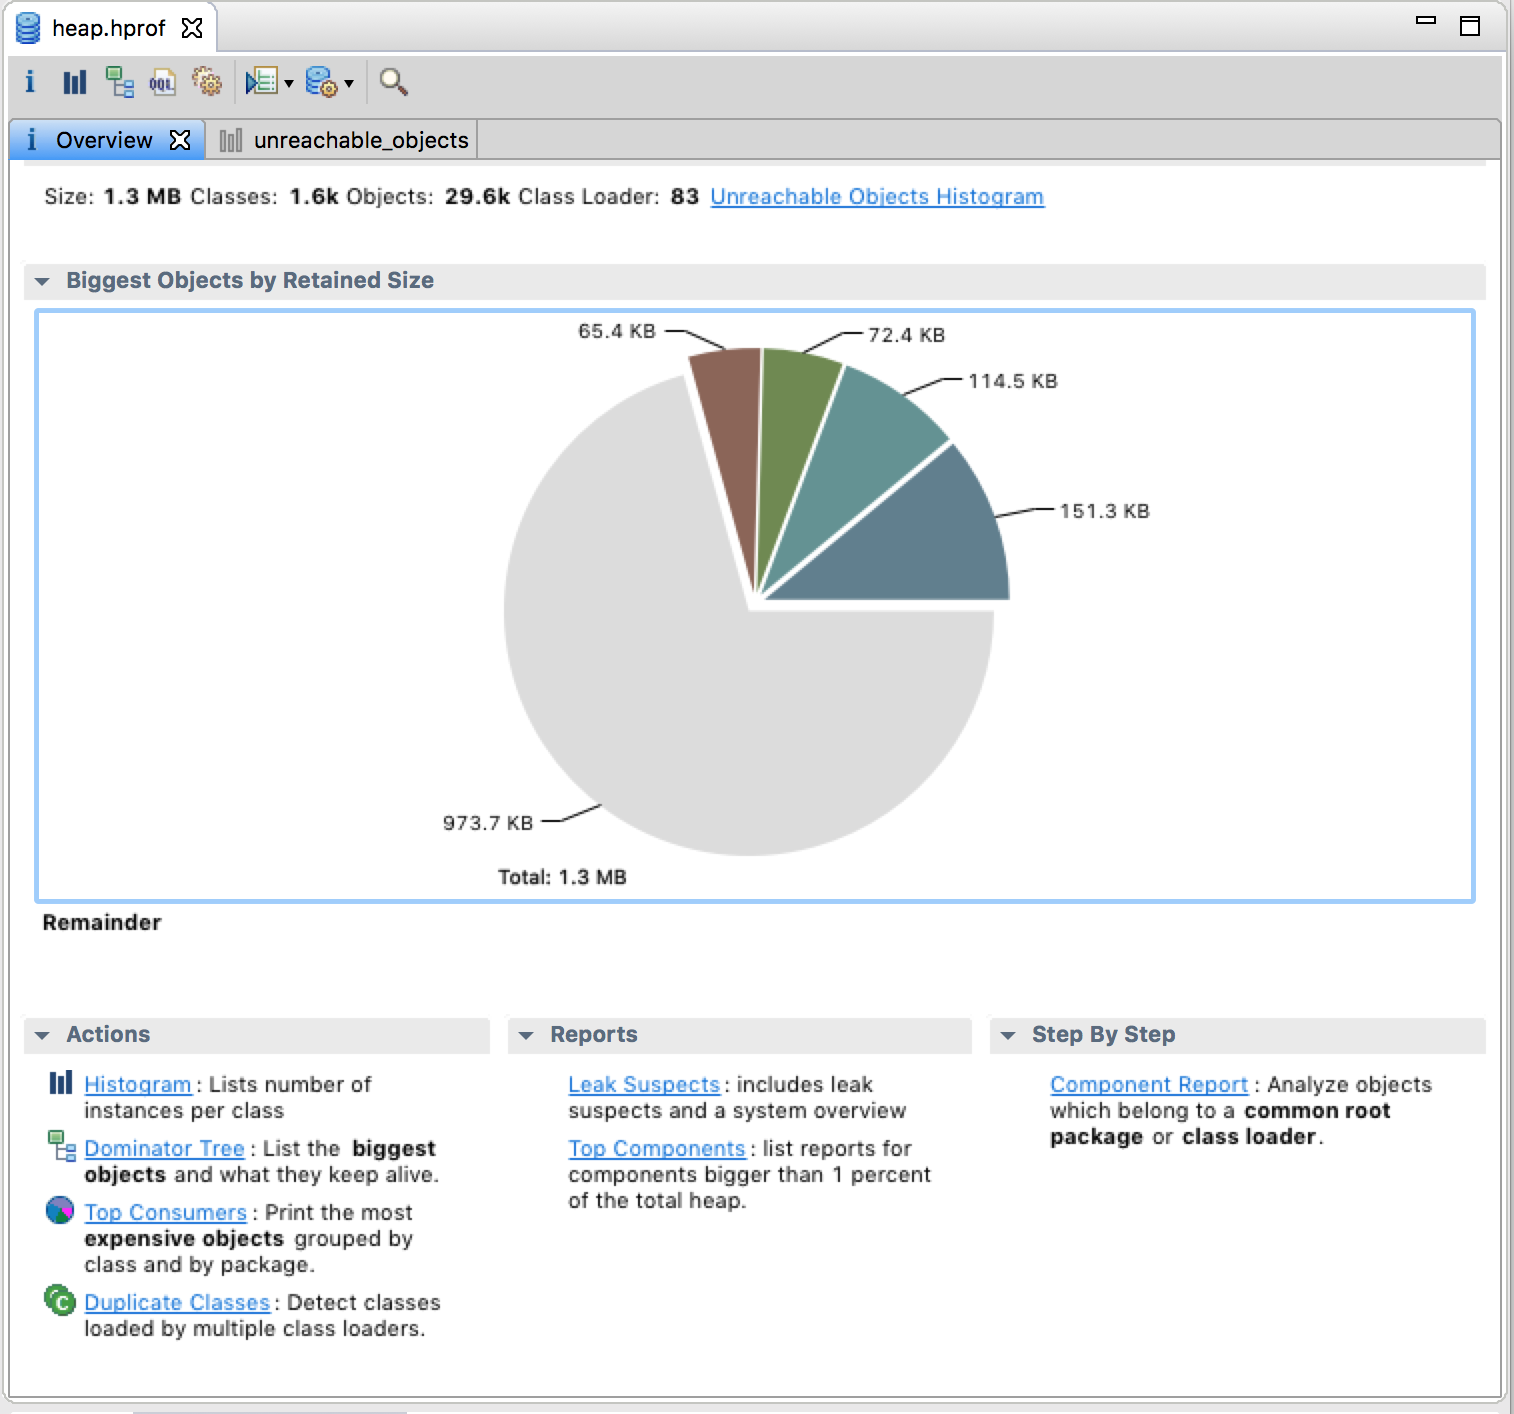 heap.hprof
i OQL
i Overview unreachable_objects
Size: 1.3 MB Classes: 1.6k Objects: 29.6k Class Loader: 83 Unreachable Objects Histogram
Biggest Objects by Retained Size
65.4 KB
72.4 KB
114.5 KB
151.3 KB
973.7 KB
Total: 1.3 MB
Remainder
Actions
Histogram : Lists number of
instances per class
Dominator Tree : List the biggest
objects and what they keep alive.
Top Consumers : Print the most
expensive objects grouped by
class and by package.
C
Duplicate Classes : Detect classes
loaded by multiple class loaders.
Reports
Leak Suspects : includes leak
suspects and a system overview
Top Components : list reports for
components bigger than 1 percent
of the total heap.
Step By Step
Component Report : Analyze objects
which belong to a common root
package or class loader.